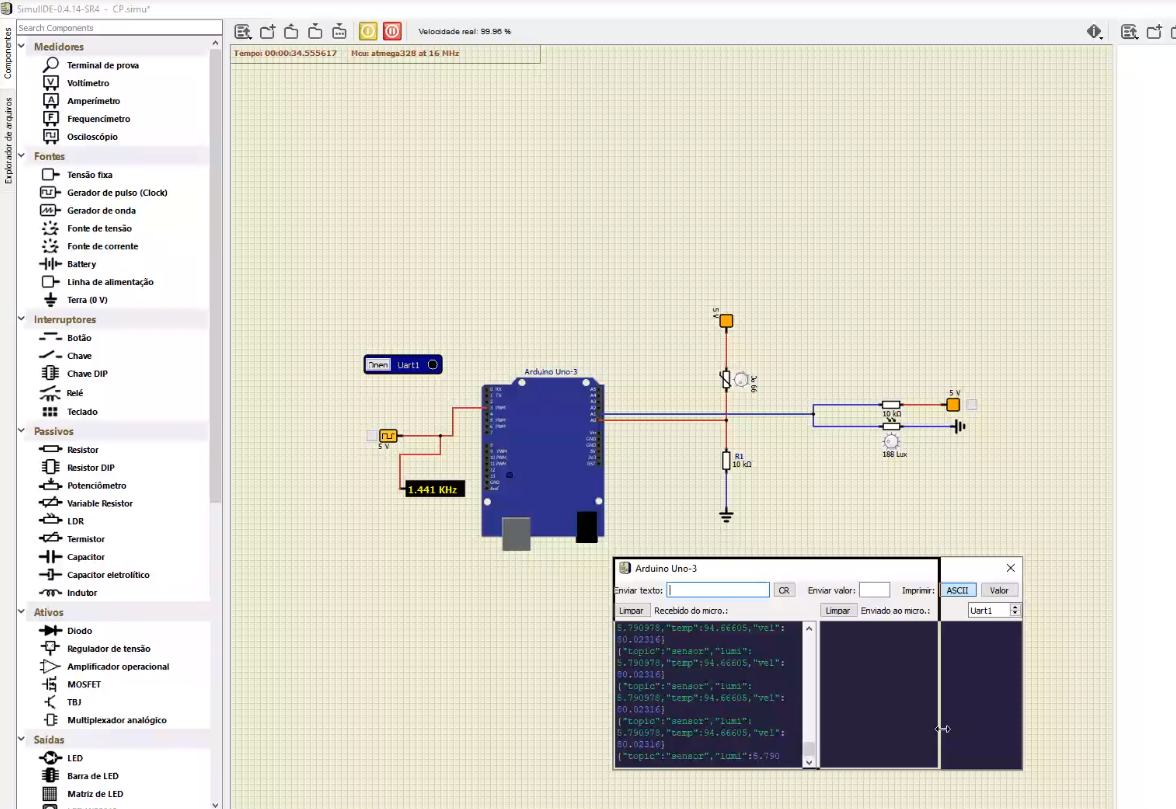 SimulIDE-0.4.14-SR4 - CP.simu*
Componentes
Explorador de arquivos
Search Components
Medidores
Terminal de prova
Voltímetro
Amperímetro
Frequencímetro
Osciloscópio
Fontes
Tensão fixa
Gerador de pulso (Clock)
Gerador de onda
Fonte de tensão
Fonte de corrente
Battery
Linha de alimentação
Terra (0 V)
Interruptores
Botão
Chave
Chave DIP
Relé
Teclado
Passivos
Resistor
Resistor DIP
Potenciômetro
Variable Resistor
LDR
Termistor
Capacitor
Capacitor eletrolítico
Indutor
Ativos
Diodo
Regulador de tensão
Amplificador operacional
MOSFET
TBJ
Multiplexador analógico
Saídas
LED
Barra de LED
Matriz de LED
Velocidade real: 99.96 %
Tempo: 00:00:34.555617 Mcu: atmega328 at 16 MHz
Open Uart1
Arduino Uno-3
5 V
1.441 KHz
5 V
R1
10 kΩ
5 V
10 kΩ
188 Lux
Arduino Uno-3
Enviar texto:
CR
Enviar valor:
Imprimir:
ASCII
Valor
Limpar Recebido do micro.:
Limpar Enviado ao micro.:
Uart1
5.790978,"temp":94.66605,"vel":
80.02316}
{"topic":"sensor","lumi":
5.790978,"temp":94.66605,"vel":
80.02316}
{"topic":"sensor","lumi":
5.790978,"temp":94.66605,"vel":
80.02316}
{"topic":"sensor","lumi":
5.790978,"temp":94.66605,"vel":
80.02316}
{"topic":"sensor","lumi":5.790